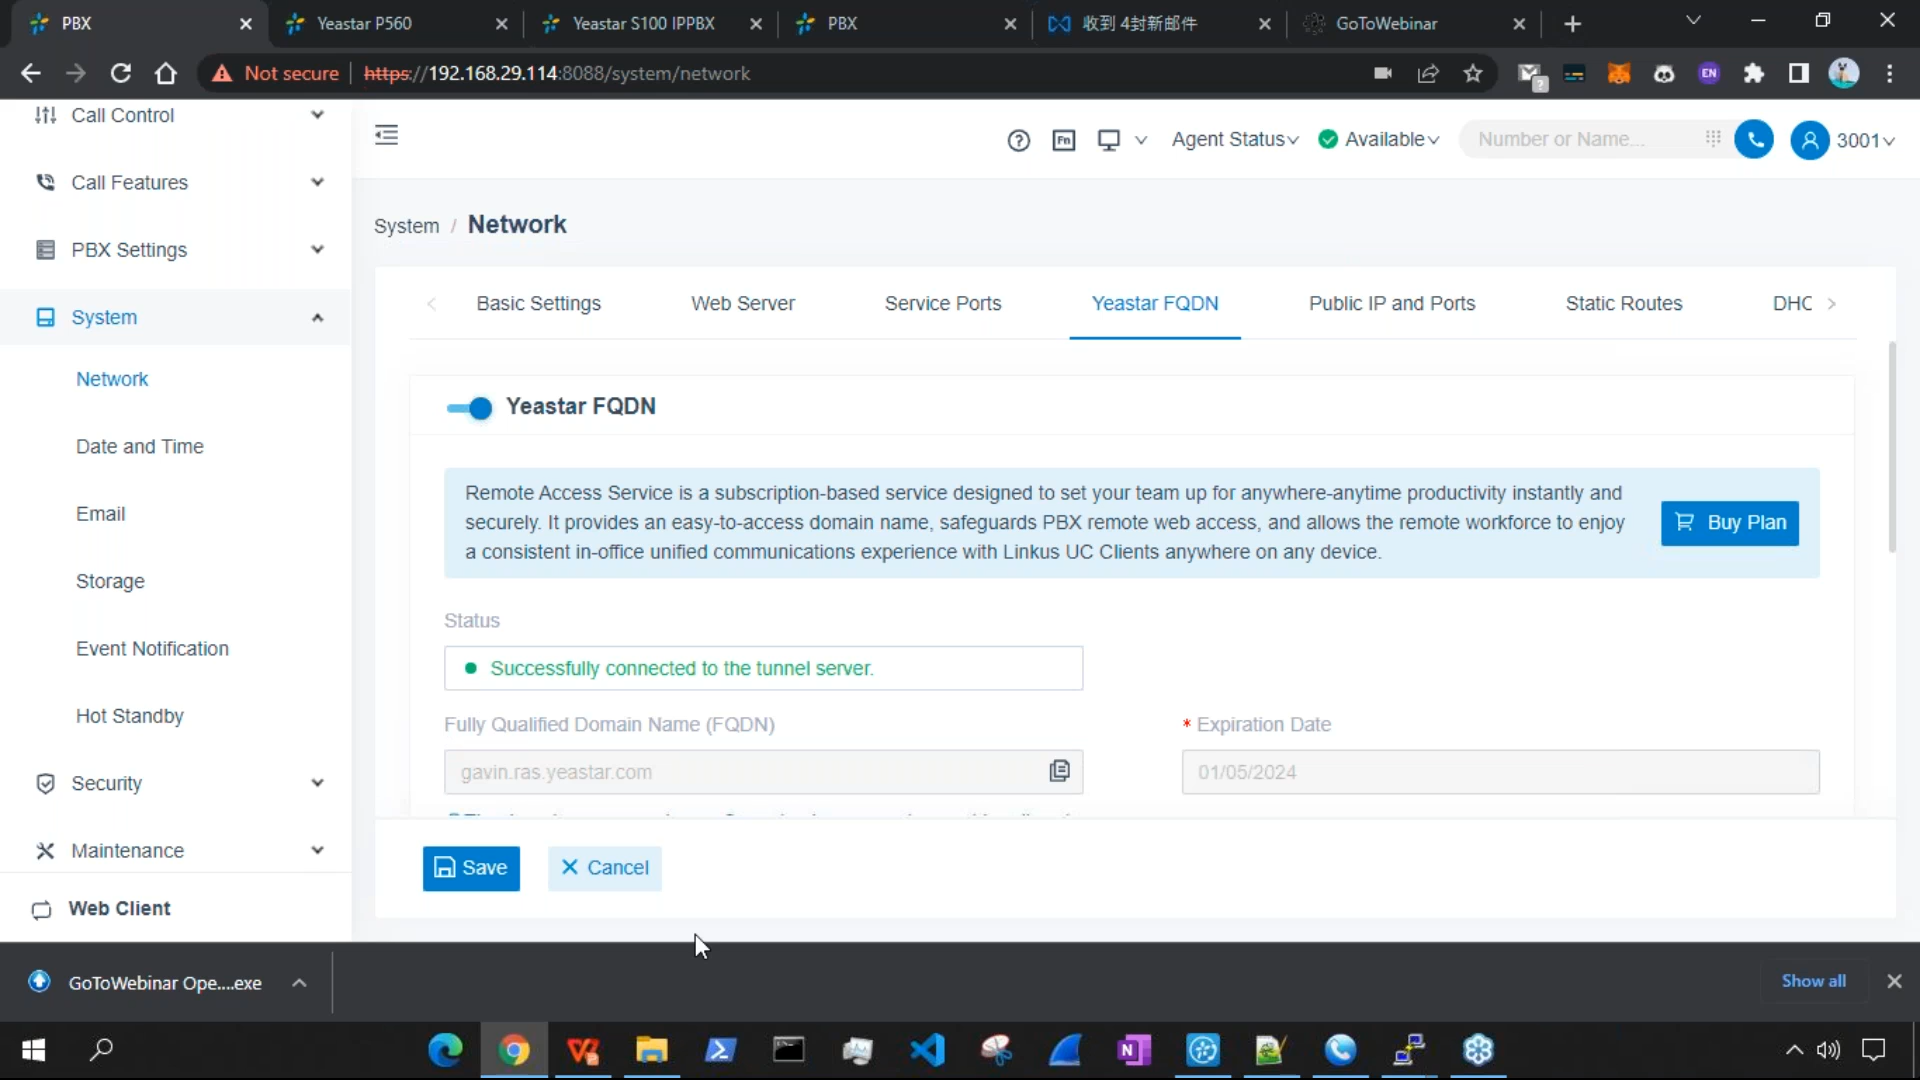 PBX
Yeastar P560
Yeastar S100 IPPBX
PBX
收到 4封新邮件
GoToWebinar
Not secure
https://192.168.29.114:8088/system/network
EN
Call Control
Fn
Agent Status
Available
Number or Name...
3001
Call Features
PBX Settings
System
Network
Date and Time
Email
Storage
Event Notification
Hot Standby
Security
Maintenance
Web Client
System / Network
Basic Settings
Web Server
Service Ports
Yeastar FQDN
Public IP and Ports
Static Routes
DHC
Yeastar FQDN
Remote Access Service is a subscription-based service designed to set your team up for anywhere-anytime productivity instantly and
securely. It provides an easy-to-access domain name, safeguards PBX remote web access, and allows the remote workforce to enjoy
a consistent in-office unified communications experience with Linkus UC Clients anywhere on any device.
Buy Plan
Status
Successfully connected to the tunnel server.
Fully Qualified Domain Name (FQDN)
* Expiration Date
gavin.ras.yeastar.com
01/05/2024
Save
Cancel
GoToWebinar Ope....exe
Show all